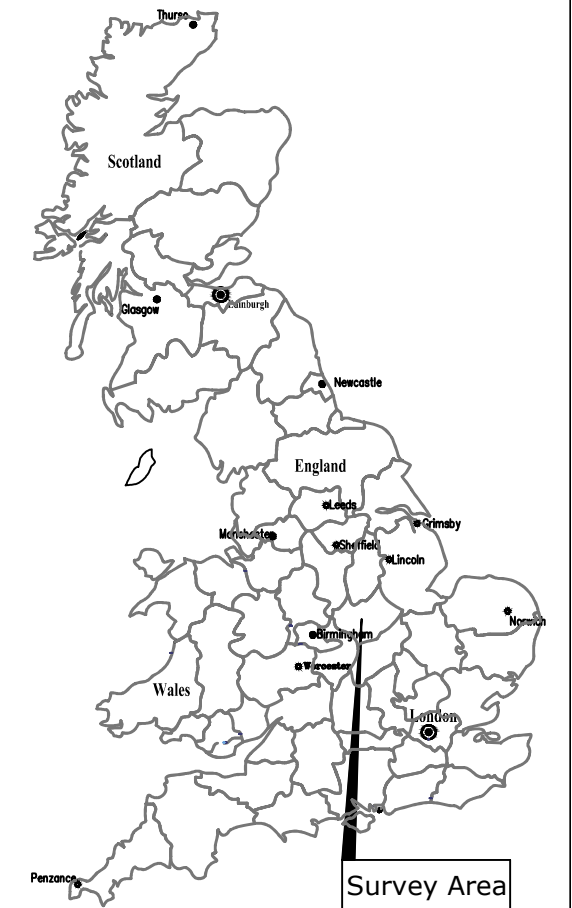 Thurso
Scotland
Edinburgh
Glasgow
Newcastle
England
Leeds
Grimsby
Manchester
Sheffield
Lincoln
Norwich
Birmingham
Worcester
Wales
London
Penzance
Survey Area